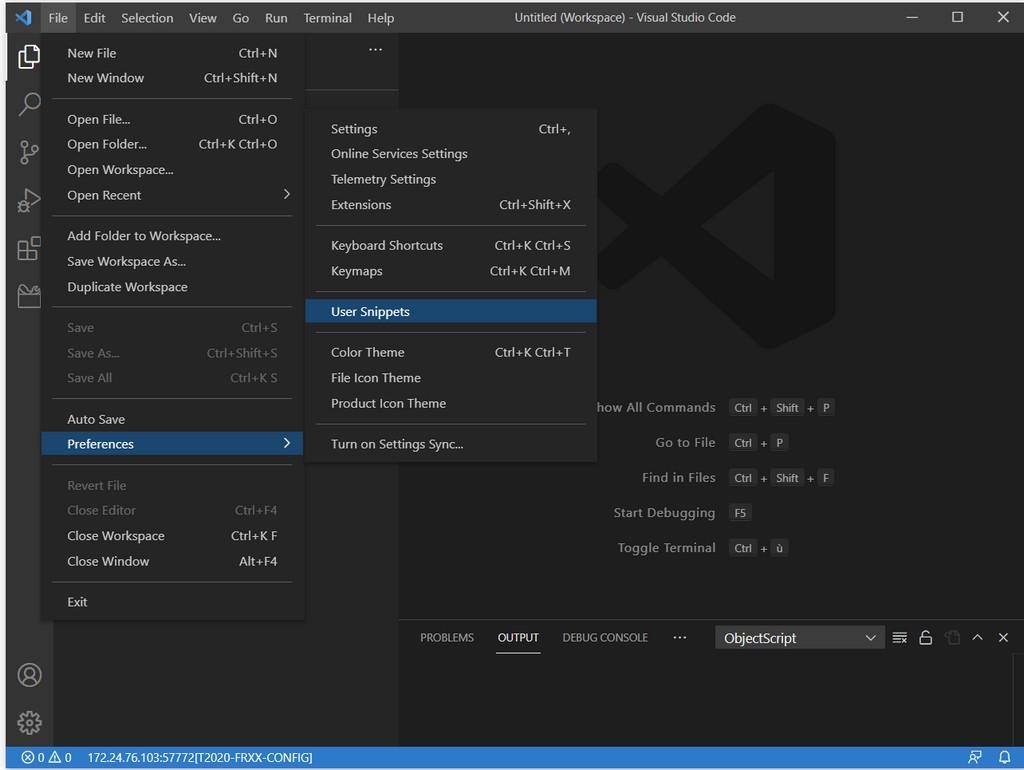 File Edit Selection View Go Run Terminal Help Untitled (Workspace) - Visual Studio Code
New File Ctrl+N
New Window Ctrl+Shift+N
Open File... Ctrl+O
Open Folder... Ctrl+K Ctrl+O
Open Workspace...
Open Recent
Add Folder to Workspace...
Save Workspace As...
Duplicate Workspace
Save Ctrl+S
Save As... Ctrl+Shift+S
Save All Ctrl+K S
Auto Save
Preferences
Revert File
Close Editor Ctrl+F4
Close Workspace Ctrl+K F
Close Window Alt+F4
Exit
Settings Ctrl+,
Online Services Settings
Telemetry Settings
Extensions Ctrl+Shift+X
Keyboard Shortcuts Ctrl+K Ctrl+S
Keymaps Ctrl+K Ctrl+M
User Snippets
Color Theme Ctrl+K Ctrl+T
File Icon Theme
Product Icon Theme
Turn on Settings Sync...
how All Commands Ctrl + Shift + P
Go to File Ctrl + P
Find in Files Ctrl + Shift + F
Start Debugging F5
Toggle Terminal Ctrl + ù
PROBLEMS OUTPUT DEBUG CONSOLE ··· ObjectScript
0 0 172.24.76.103:57772[T2020-FRXX-CONFIG]